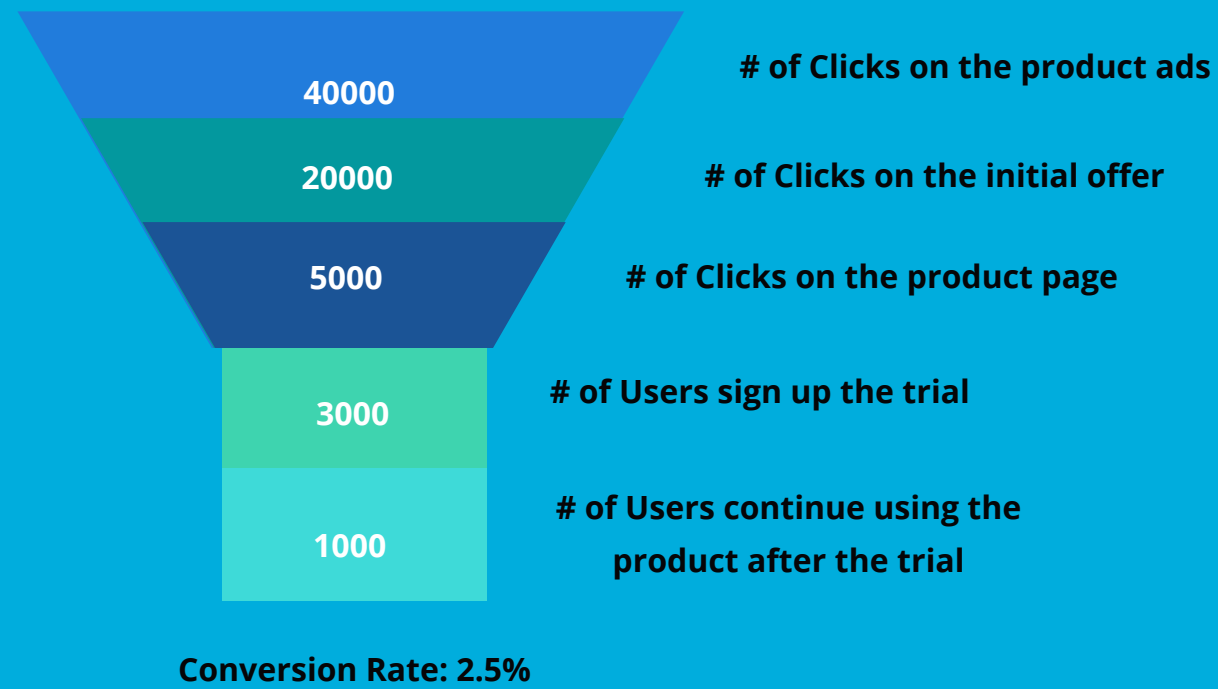 40000
# of Clicks on the product ads
20000
# of Clicks on the initial offer
5000
# of Clicks on the product page
3000
# of Users sign up the trial
1000
# of Users continue using the
product after the trial
Conversion Rate: 2.5%